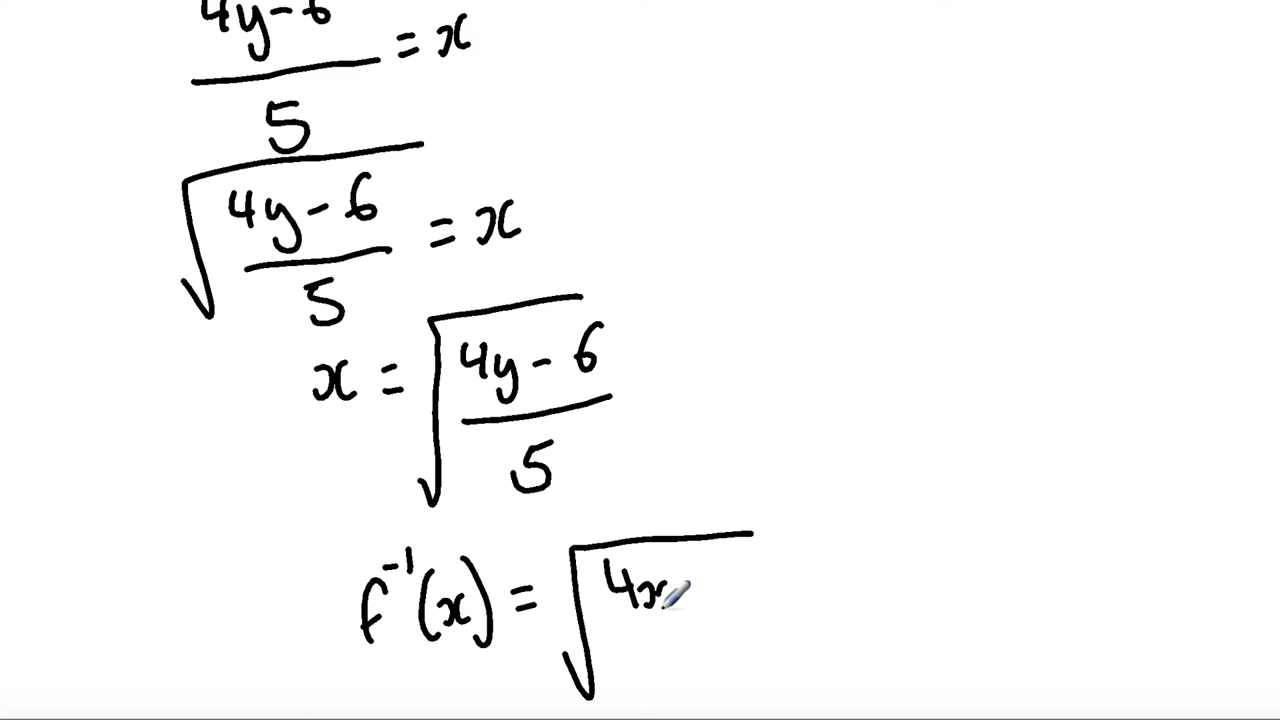 4y-6/5 = x
√(4y-6/5) = x
x = √(4y-6/5)
f⁻¹(x) = √4x